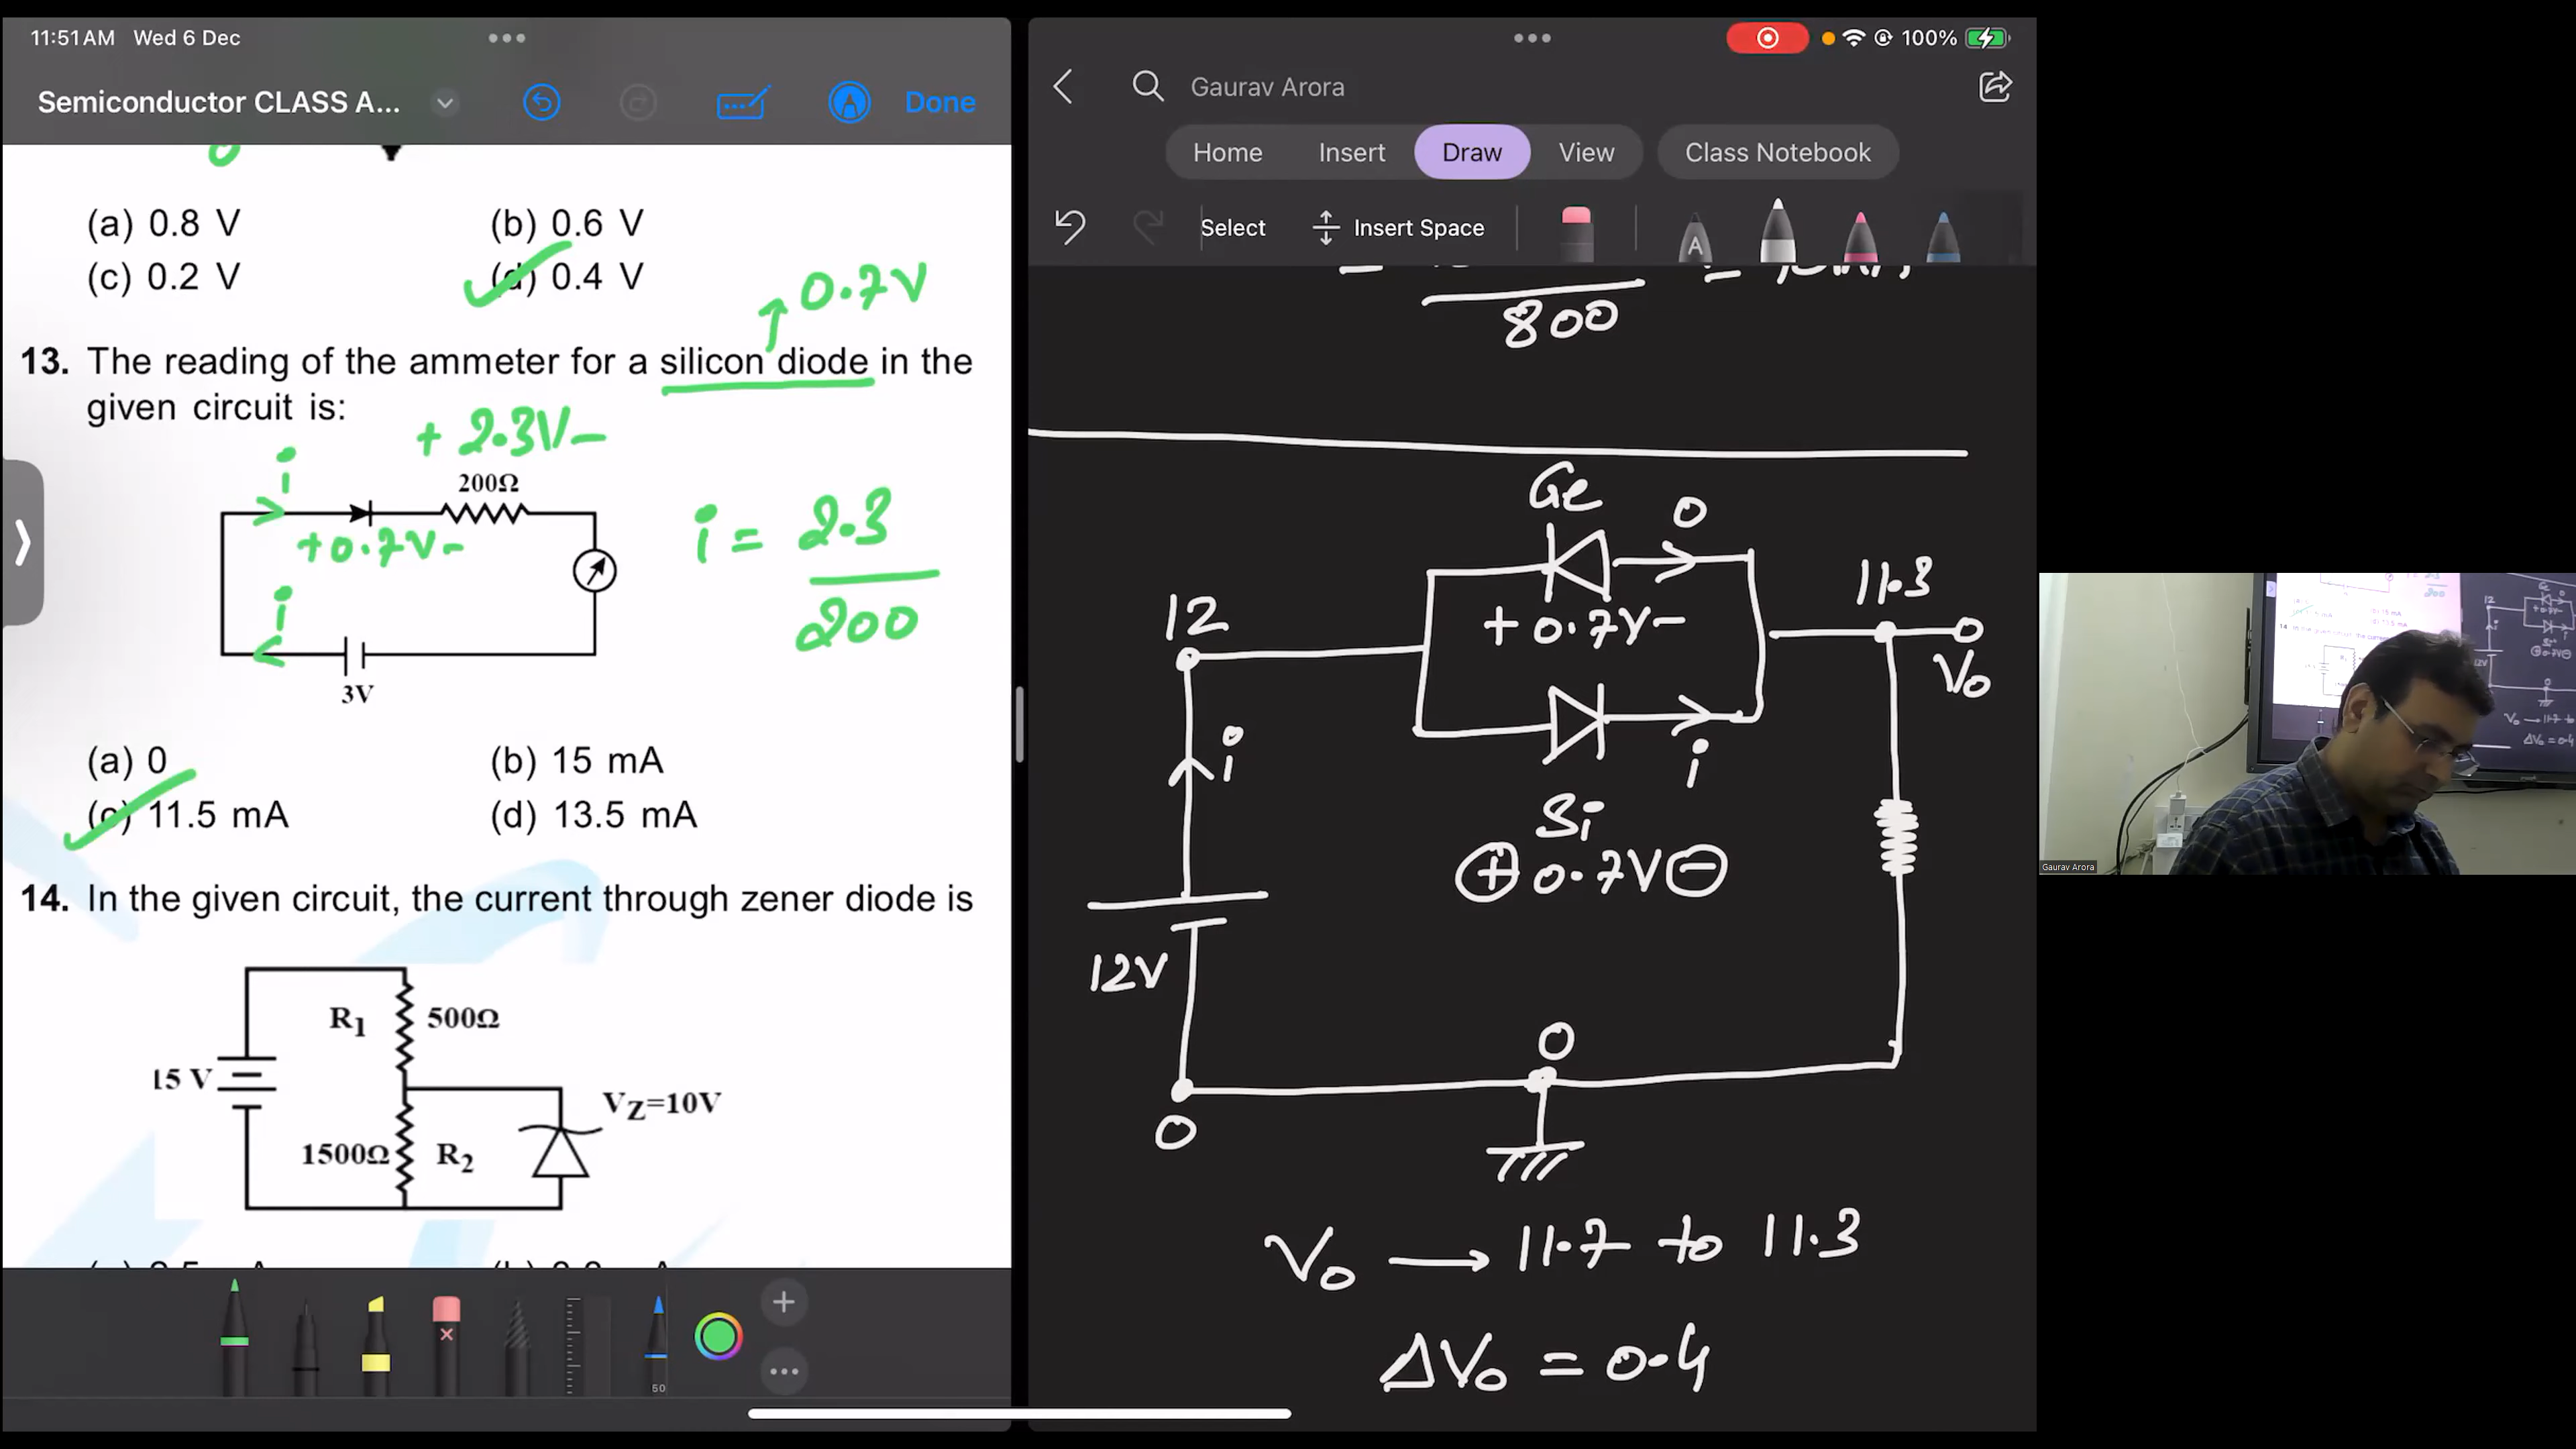 11:51 AM Wed 6 Dec
Semiconductor CLASS A...
Done
(a) 0.8 V
(b) 0.6 V
(c) 0.2 V
(d) 0.4 V
0.7V
13. The reading of the ammeter for a silicon diode in the
given circuit is:
+ 2.3V -
i
200Ω
+0.7V-
i = 2.3
200
i
3V
(a) 0
(b) 15 mA
(c) 11.5 mA
(d) 13.5 mA
14. In the given circuit, the current through zener diode is
R1
500Ω
15 V
VZ=10V
1500Ω
R2
50
100%
Gaurav Arora
Home
Insert
Draw
View
Class Notebook
Select
Insert Space
A
800
Ge
0
12
+ 0.7V -
11.3
Vo
i
i
Si
+ 0.7V -
12V
0
0
Vo → 11.7 to 11.3
ΔVo = 0.4
Gaurav Arora